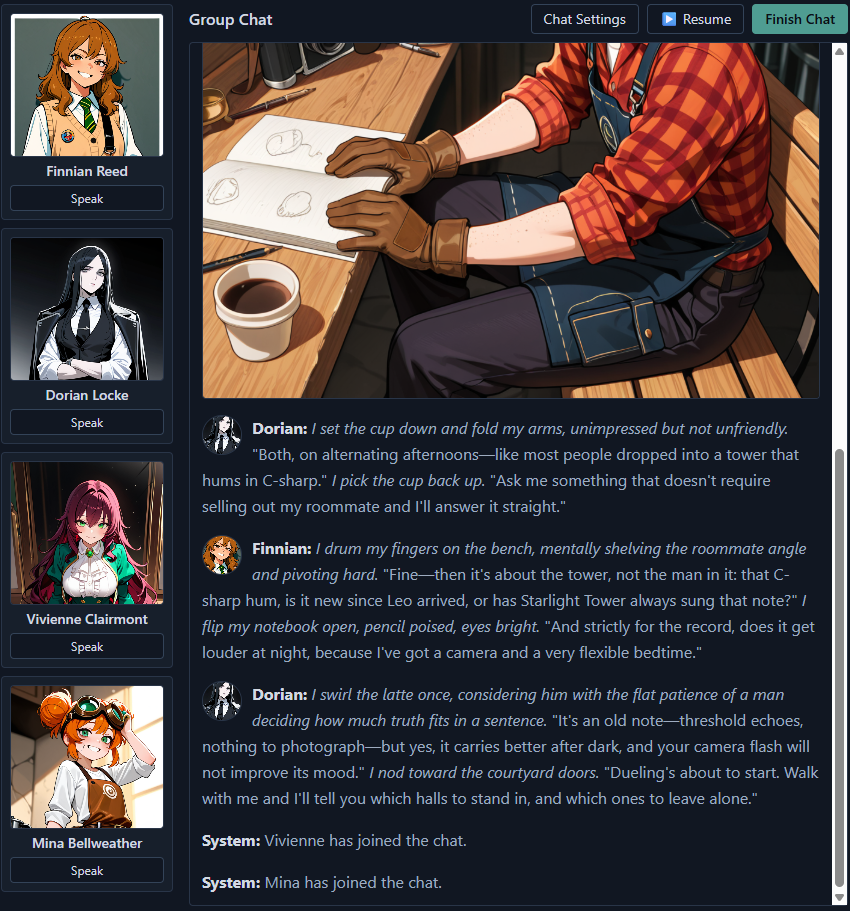 Group Chat
Chat Settings
Resume
Finish Chat
Finnian Reed
Speak
Dorian Locke
Speak
Vivienne Clairmont
Speak
Mina Bellweather
Speak
Dorian: I set the cup down and fold my arms, unimpressed but not unfriendly.
"Both, on alternating afternoons—like most people dropped into a tower that
hums in C-sharp." I pick the cup back up. "Ask me something that doesn't require
selling out my roommate and I'll answer it straight."
Finnian: I drum my fingers on the bench, mentally shelving the roommate angle
and pivoting hard. "Fine—then it's about the tower, not the man in it: that C-
sharp hum, is it new since Leo arrived, or has Starlight Tower always sung that note?" I
flip my notebook open, pencil poised, eyes bright. "And strictly for the record, does it get
louder at night, because I've got a camera and a very flexible bedtime."
Dorian: I swirl the latte once, considering him with the flat patience of a man
deciding how much truth fits in a sentence. "It's an old note—threshold echoes,
nothing to photograph—but yes, it carries better after dark, and your camera flash will
not improve its mood." I nod toward the courtyard doors. "Dueling's about to start. Walk
with me and I'll tell you which halls to stand in, and which ones to leave alone."
System: Vivienne has joined the chat.
System: Mina has joined the chat.